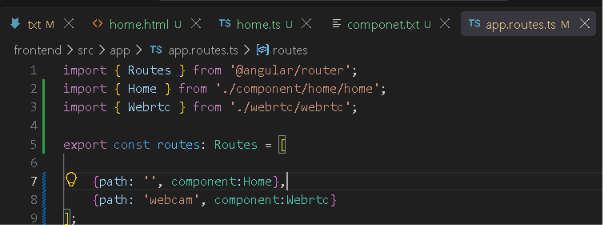 txt M home.html U TS home.ts U componet.txt U TS app.routes.ts M
frontend > src > app > TS app.routes.ts > routes
1 import { Routes } from '@angular/router';
2 import { Home } from './component/home/home';
3 import { Webrtc } from './webrtc/webrtc';
4
5 export const routes: Routes = [
6
7 {path: '', component:Home},
8 {path: 'webcam', component:Webrtc}
9 ];